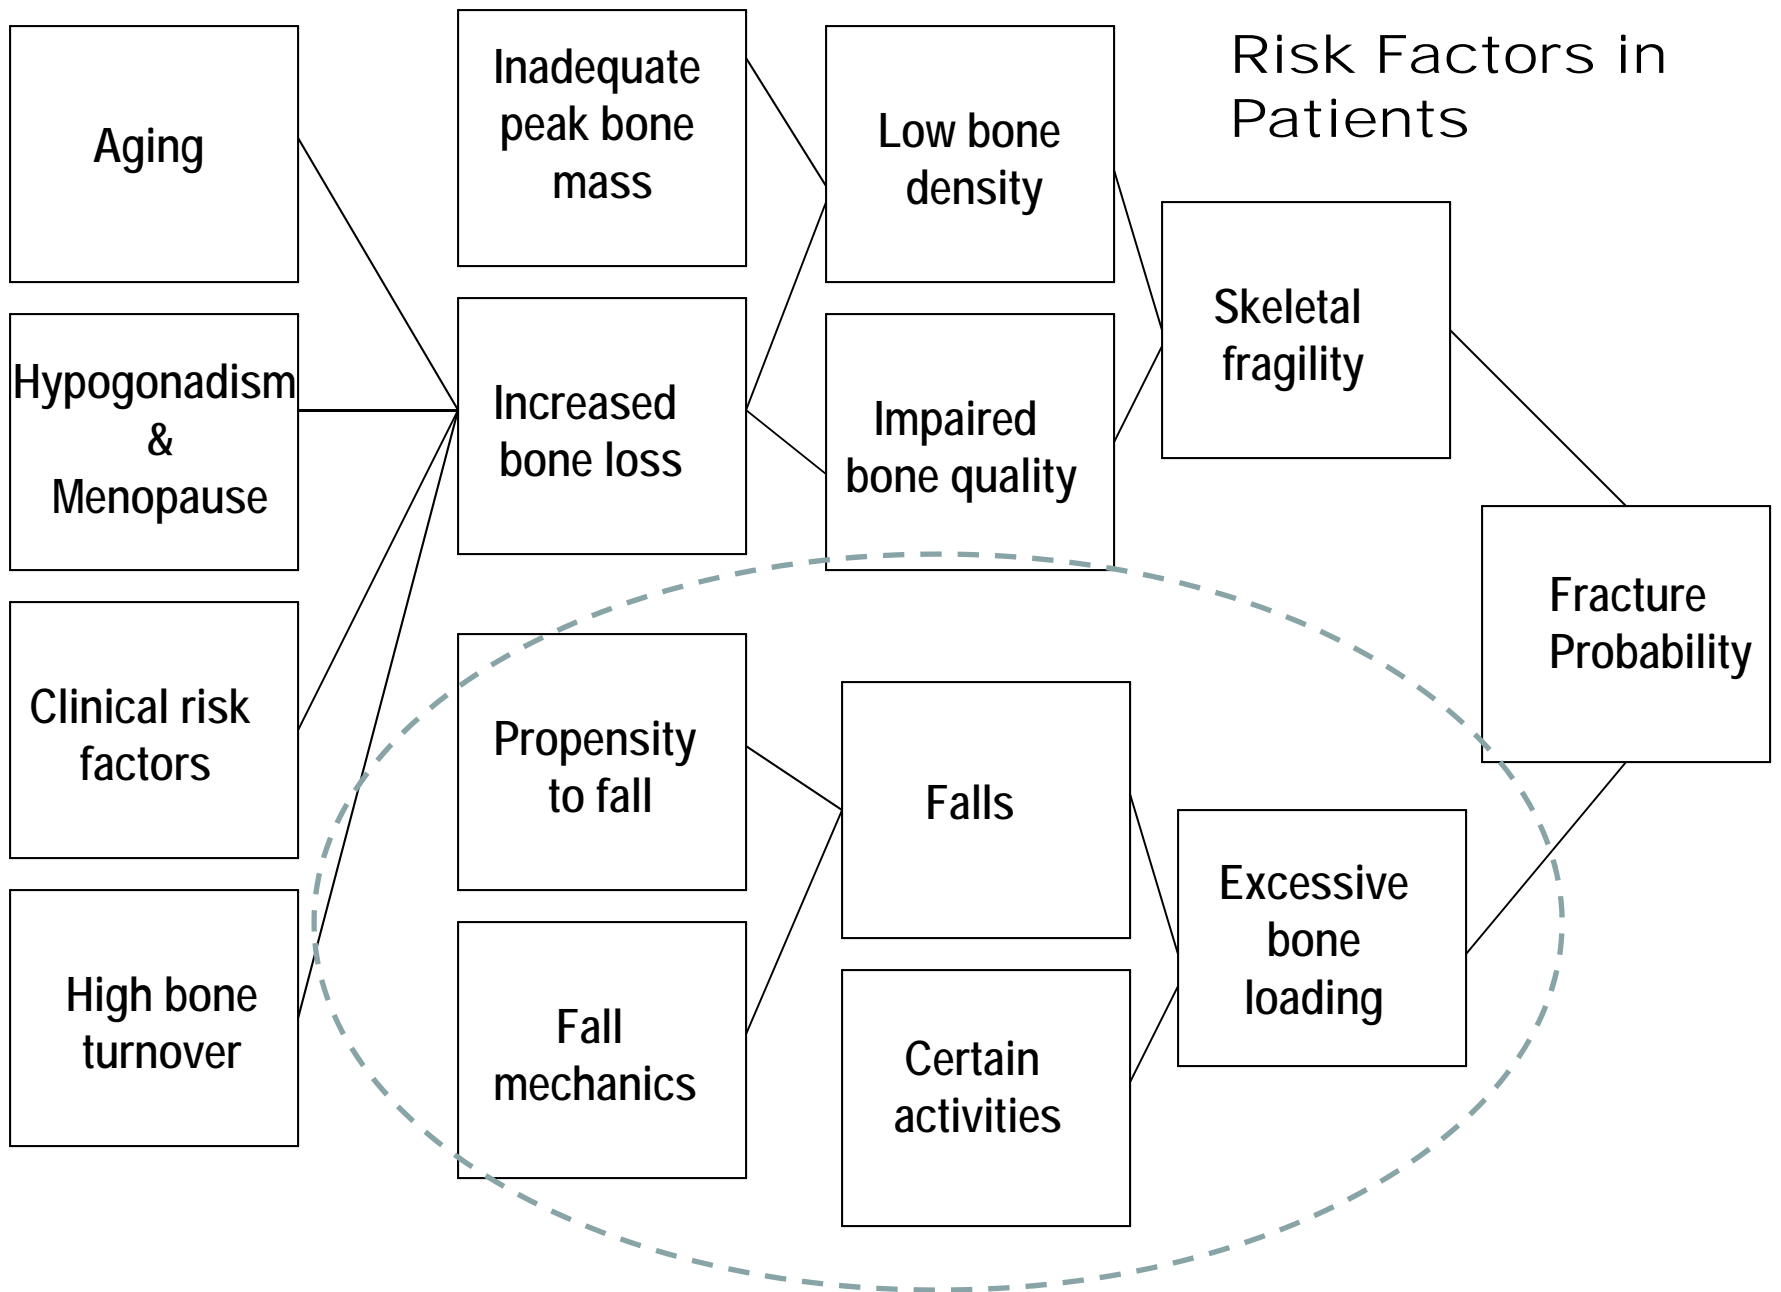 Risk Factors in
Patients
Aging
Hypogonadism
&
Menopause
Clinical risk
factors
High bone
turnover
Inadequate
peak bone
mass
Increased
bone loss
Propensity
to fall
Fall
mechanics
Low bone
density
Impaired
bone quality
Falls
Certain
activities
Skeletal
fragility
Excessive
bone
loading
Fracture
Probability